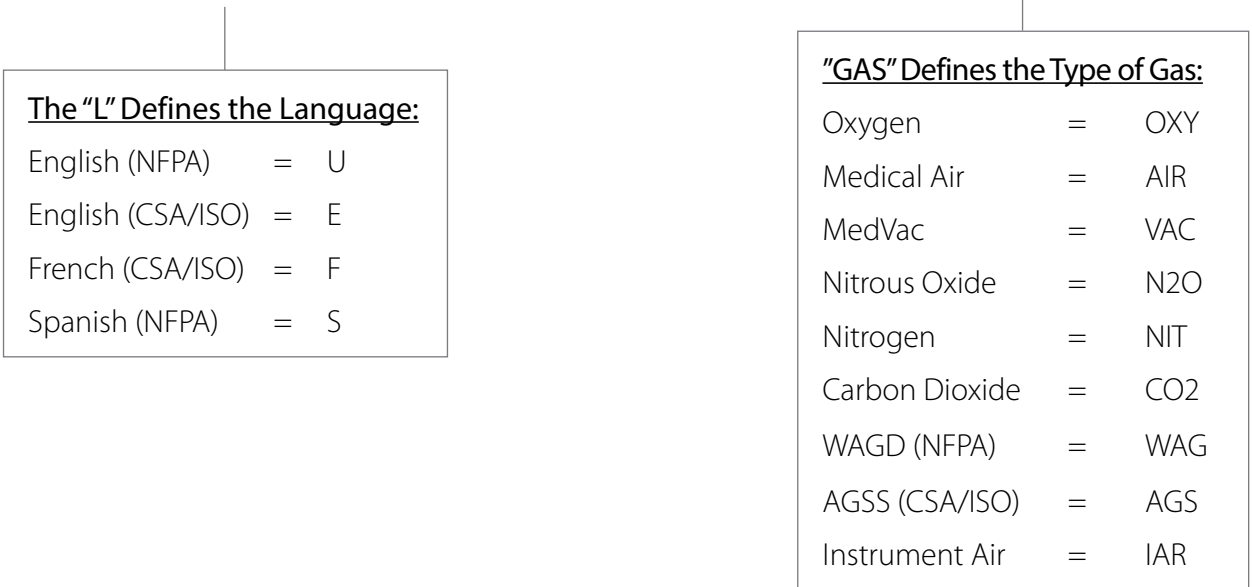 The “L” Defines the Language:
English (NFPA) = U
English (CSA/ISO) = E
French (CSA/ISO) = F
Spanish (NFPA) = S
”GAS” Defines the Type of Gas:
Oxygen = OXY
Medical Air = AIR
MedVac = VAC
Nitrous Oxide = N2O
Nitrogen = NIT
Carbon Dioxide = CO2
WAGD (NFPA) = WAG
AGSS (CSA/ISO) = AGS
Instrument Air = IAR